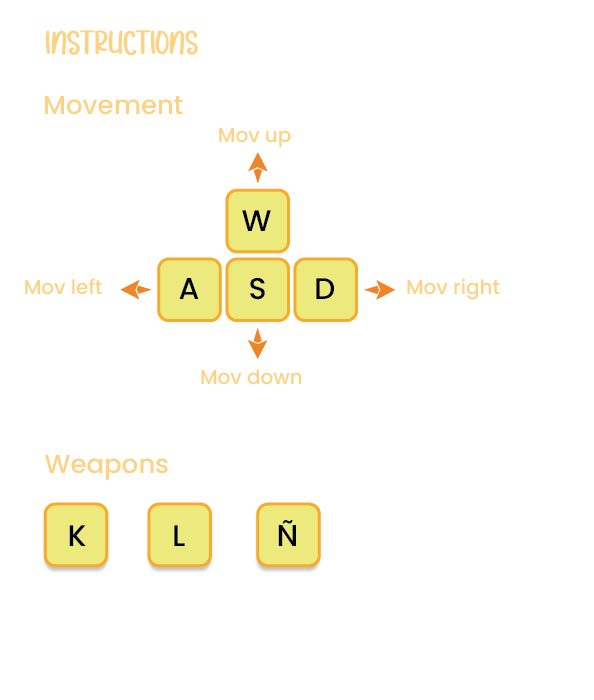 INSTRUCTIONS
Movement
Mov up
W
Mov left A S D Mov right
Mov down
Weapons
K L Ñ